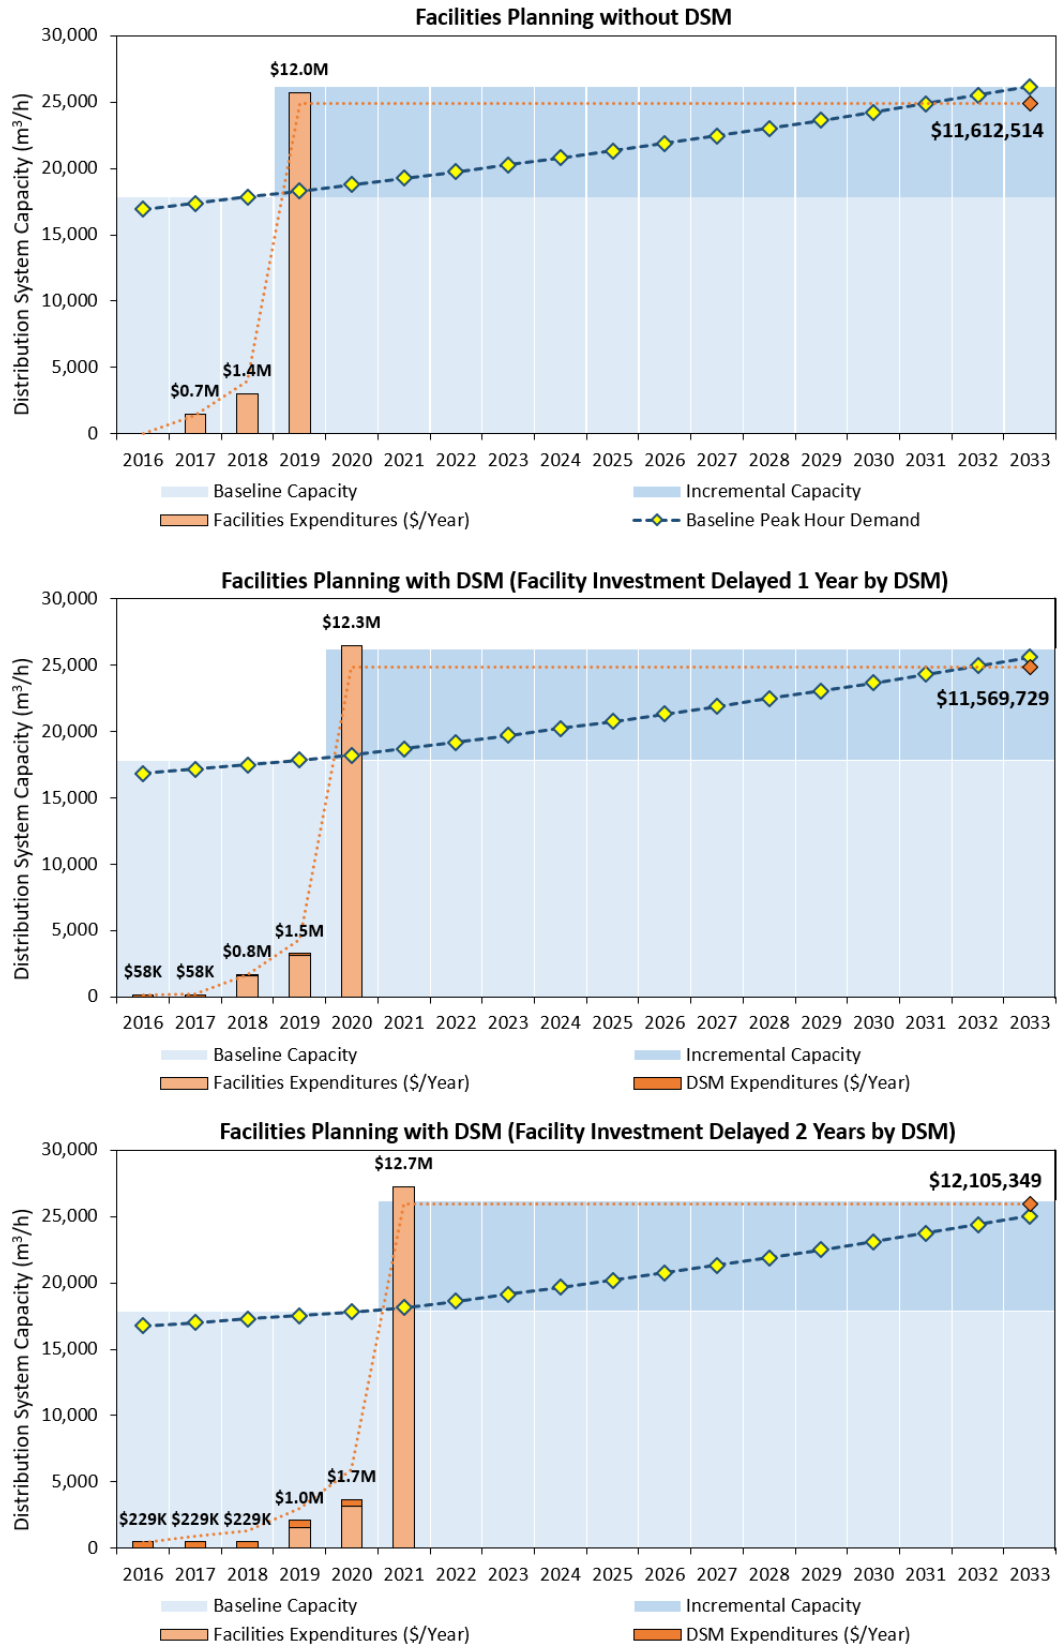 Facilities Planning without DSM
Distribution System Capacity (m³/h)
30,000
25,000
20,000
15,000
10,000
5,000
0
$0.7M
$1.4M
$12.0M
$11,612,514
2016 2017 2018 2019 2020 2021 2022 2023 2024 2025 2026 2027 2028 2029 2030 2031 2032 2033
Baseline Capacity
Incremental Capacity
Facilities Expenditures ($/Year)
Baseline Peak Hour Demand
Facilities Planning with DSM (Facility Investment Delayed 1 Year by DSM)
Distribution System Capacity (m³/h)
30,000
25,000
20,000
15,000
10,000
5,000
0
$58K
$58K
$0.8M
$1.5M
$12.3M
$11,569,729
2016 2017 2018 2019 2020 2021 2022 2023 2024 2025 2026 2027 2028 2029 2030 2031 2032 2033
Baseline Capacity
Incremental Capacity
Facilities Expenditures ($/Year)
DSM Expenditures ($/Year)
Facilities Planning with DSM (Facility Investment Delayed 2 Years by DSM)
Distribution System Capacity (m³/h)
30,000
25,000
20,000
15,000
10,000
5,000
0
$229K
$229K
$229K
$1.0M
$1.7M
$12.7M
$12,105,349
2016 2017 2018 2019 2020 2021 2022 2023 2024 2025 2026 2027 2028 2029 2030 2031 2032 2033
Baseline Capacity
Incremental Capacity
Facilities Expenditures ($/Year)
DSM Expenditures ($/Year)